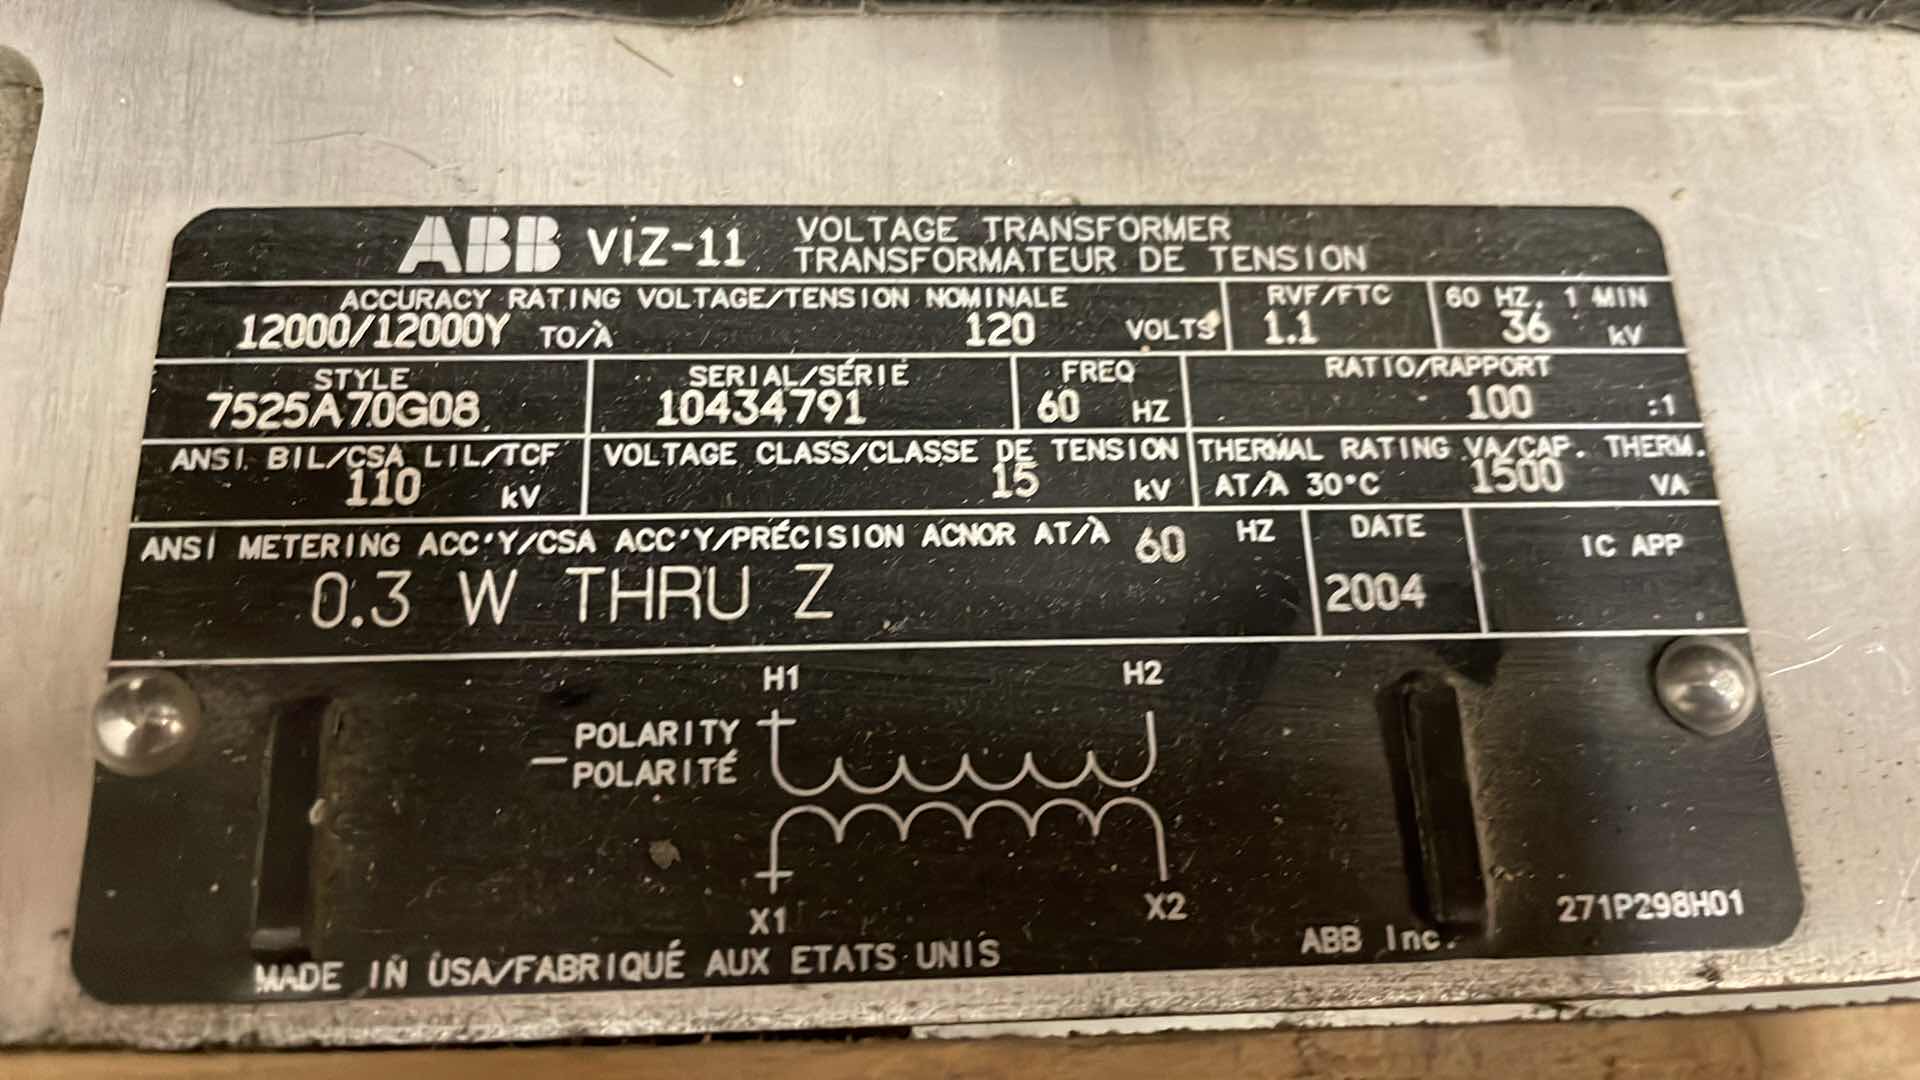 ABB VIZ-11 VOLTAGE TRANSFORMER
TRANSFORMATEUR DE TENSION
ACCURACY RATING VOLTAGE/TENSION NOMINALE
12000/12000Y TO/À 120 VOLTS
RVF/FTC
1.1
60 HZ, 1 MIN
36 kV
STYLE
7525A70G08
SERIAL/SÉRIE
10434791
FREQ
60 HZ
RATIO/RAPPORT
100 :1
ANSI BIL/CSA LIL/TCF
110 kV
VOLTAGE CLASS/CLASSE DE TENSION
15 kV
THERMAL RATING VA/CAP. THERM.
AT/À 30°C 1500 VA
ANSI METERING ACC'Y/CSA ACC'Y/PRÉCISION ACNOR AT/À 60 HZ
0.3 W THRU Z
DATE
2004
IC APP
H1 H2
POLARITY
POLARITÉ
X1 X2
271P298H01
MADE IN USA/FABRIQUÉ AUX ETATS UNIS
ABB Inc.